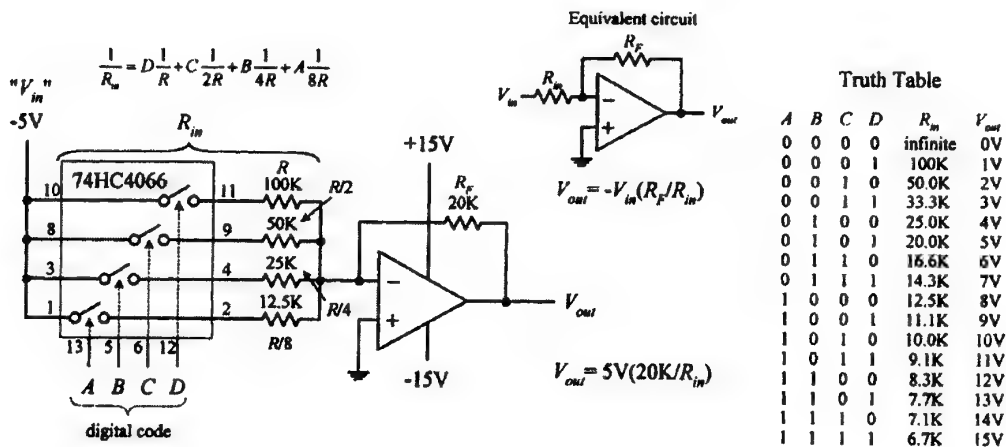 Equivalent circuit
1/R_in = D 1/R + C 1/2R + B 1/4R + A 1/8R
R_F
R_in
V_in
−
+
V_out
V_out = -V_in(R_F/R_in)
"V_in"
-5V
R_in
74HC4066
10
11
R
100K
R/2
8
9
50K
3
4
25K
R/4
1
2
12.5K
R/8
13
5
6
12
A B C D
digital code
+15V
R_F
20K
−
+
-15V
V_out
V_out = 5V(20K/R_in)
Truth Table
A B C D R_in V_out
0 0 0 0 infinite 0V
0 0 0 1 100K 1V
0 0 1 0 50.0K 2V
0 0 1 1 33.3K 3V
0 1 0 0 25.0K 4V
0 1 0 1 20.0K 5V
0 1 1 0 16.6K 6V
0 1 1 1 14.3K 7V
1 0 0 0 12.5K 8V
1 0 0 1 11.1K 9V
1 0 1 0 10.0K 10V
1 0 1 1 9.1K 11V
1 1 0 0 8.3K 12V
1 1 0 1 7.7K 13V
1 1 1 0 7.1K 14V
1 1 1 1 6.7K 15V